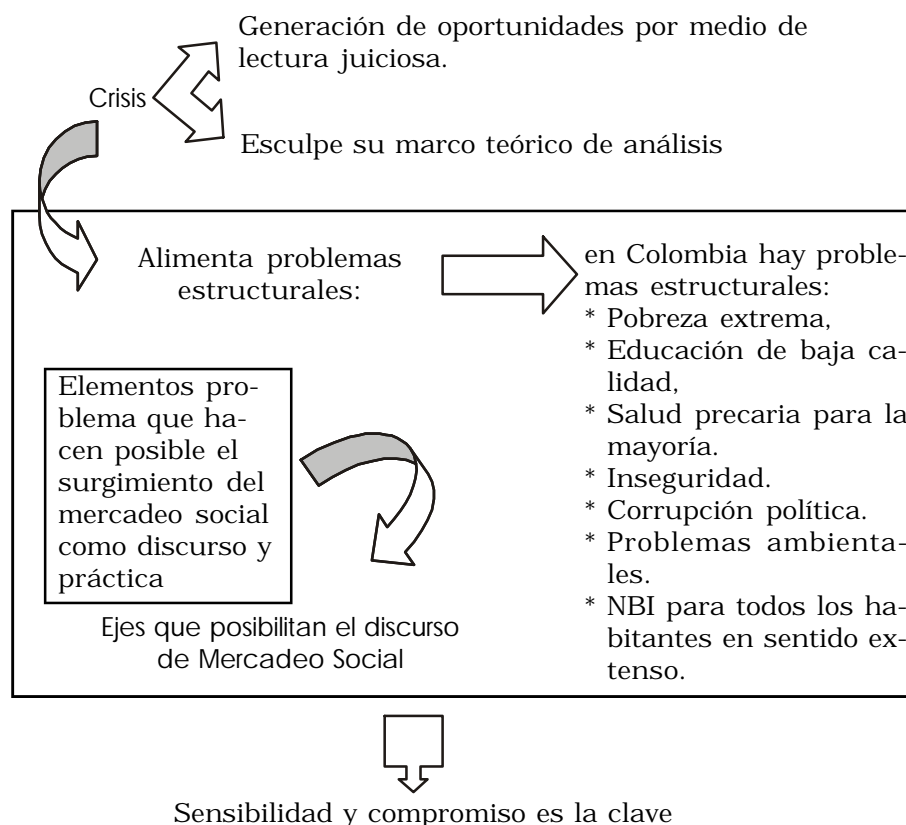 Generación de oportunidades por medio de
lectura juiciosa.
Crisis
Esculpe su marco teórico de análisis
Alimenta problemas
estructurales:
en Colombia hay proble-
mas estructurales:
* Pobreza extrema,
* Educación de baja ca-
lidad,
* Salud precaria para la
mayoría.
* Inseguridad.
* Corrupción política.
* Problemas ambienta-
les.
* NBI para todos los ha-
bitantes en sentido ex-
tenso.
Elementos pro-
blema que ha-
cen posible el
surgimiento del
mercadeo social
como discurso y
práctica
Ejes que posibilitan el discurso
de Mercadeo Social
Sensibilidad y compromiso es la clave